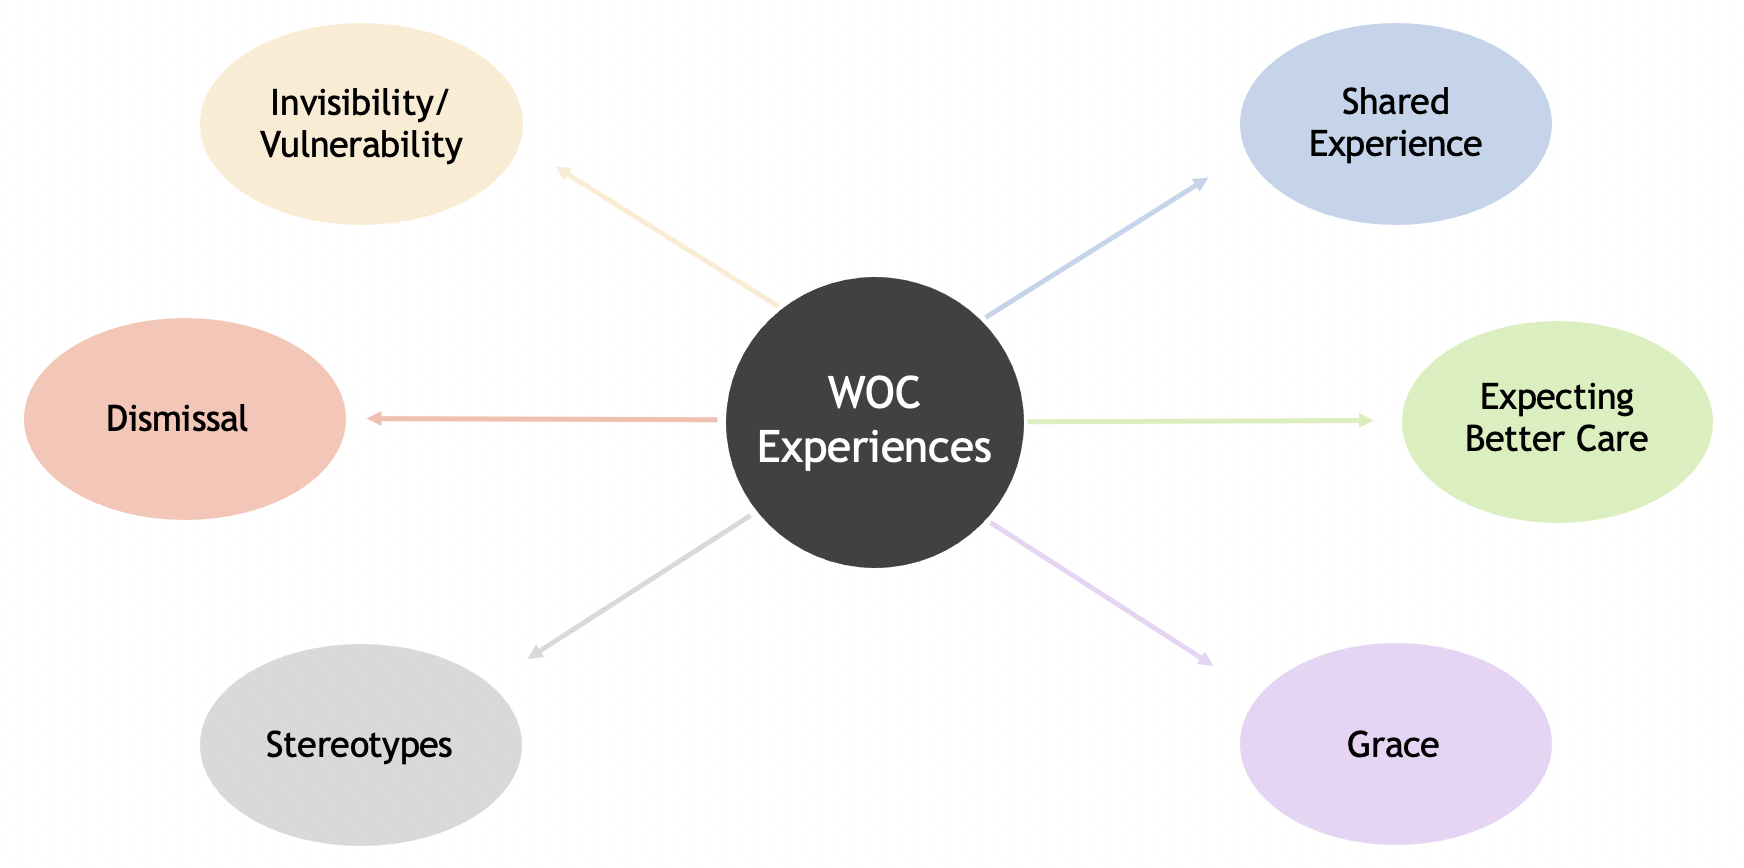 Invisibility/
Vulnerability
Shared
Experience
Dismissal
WOC
Experiences
Expecting
Better Care
Stereotypes
Grace